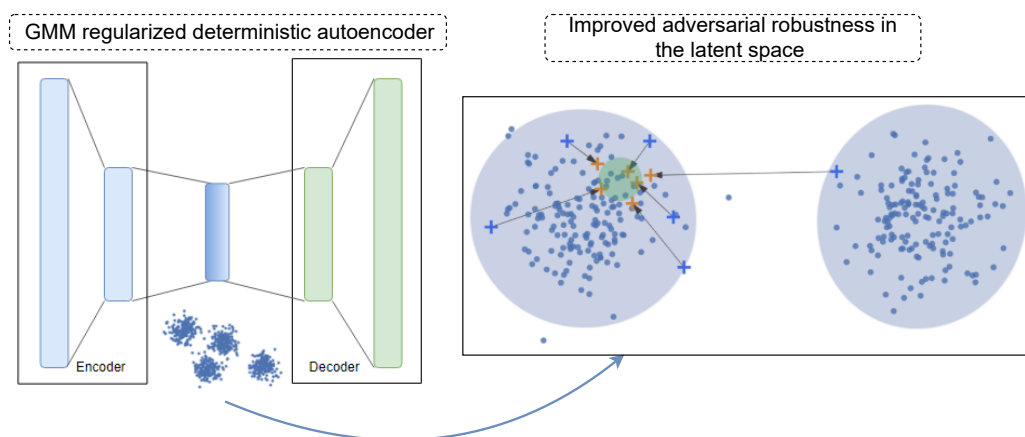 GMM regularized deterministic autoencoder
Improved adversarial robustness in
the latent space
Encoder
Decoder